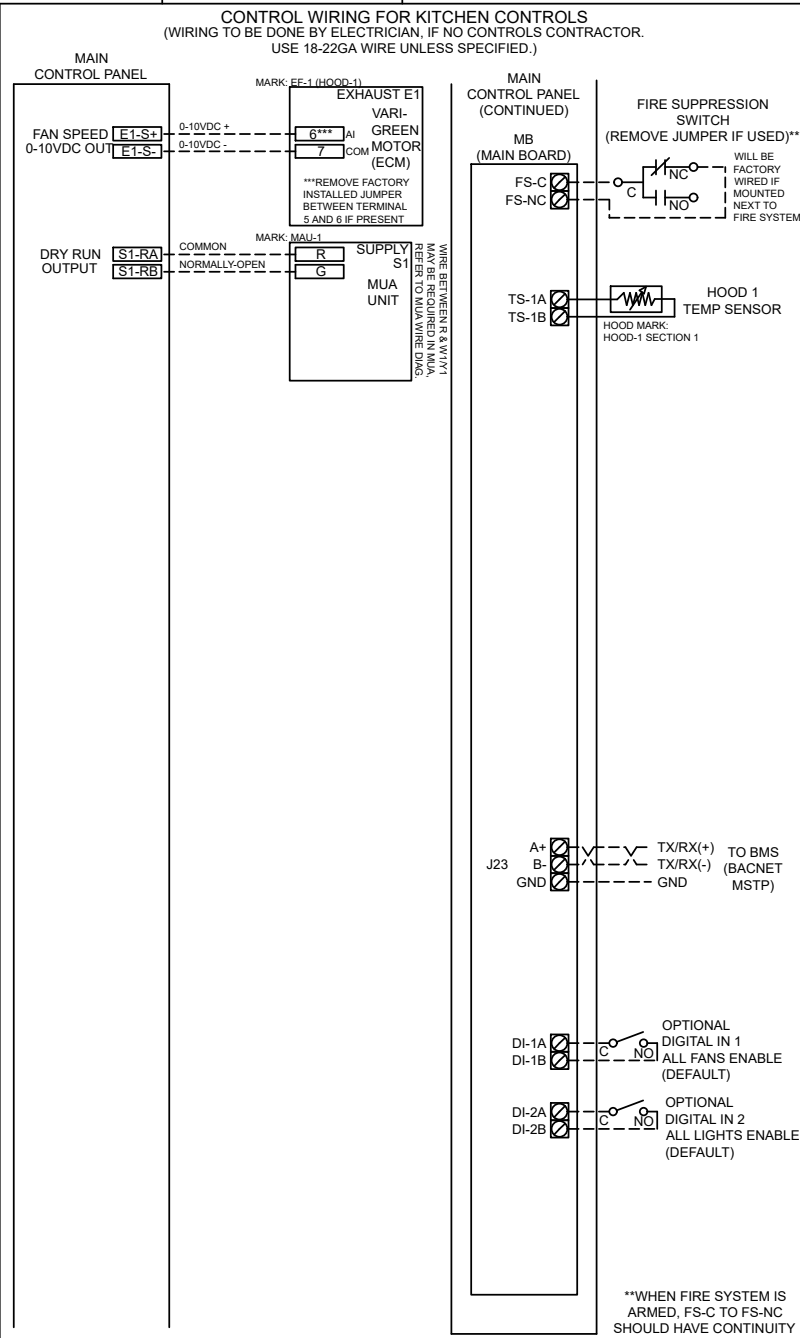 CONTROL WIRING FOR KITCHEN CONTROLS
(WIRING TO BE DONE BY ELECTRICIAN, IF NO CONTROLS CONTRACTOR.
USE 18-22GA WIRE UNLESS SPECIFIED.)
MAIN
CONTROL PANEL
FAN SPEED
0-10VDC OUT
E1-S+
E1-S-
0-10VDC +
0-10VDC -
MARK: EF-1 (HOOD-1)
EXHAUST E1
6***
AI
7
COM
VARI-
GREEN
MOTOR
(ECM)
***REMOVE FACTORY
INSTALLED JUMPER
BETWEEN TERMINAL
5 AND 6 IF PRESENT
DRY RUN
OUTPUT
S1-RA
S1-RB
COMMON
NORMALLY-OPEN
MARK: MAU-1
SUPPLY
S1
R
G
MUA
UNIT
WIRE BETWEEN R & W1/Y1
MAY BE REQUIRED IN MUA.
REFER TO MUA WIRE DIAG.
MAIN
CONTROL PANEL
(CONTINUED)
MB
(MAIN BOARD)
FS-C
FS-NC
FIRE SUPPRESSION
SWITCH
(REMOVE JUMPER IF USED)**
C
NC
NO
WILL BE
FACTORY
WIRED IF
MOUNTED
NEXT TO
FIRE SYSTEM
TS-1A
TS-1B
HOOD 1
TEMP SENSOR
HOOD MARK:
HOOD-1 SECTION 1
J23
A+
B-
GND
TX/RX(+)
TX/RX(-)
GND
TO BMS
(BACNET
MSTP)
DI-1A
DI-1B
C
NO
OPTIONAL
DIGITAL IN 1
ALL FANS ENABLE
(DEFAULT)
DI-2A
DI-2B
C
NO
OPTIONAL
DIGITAL IN 2
ALL LIGHTS ENABLE
(DEFAULT)
**WHEN FIRE SYSTEM IS
ARMED, FS-C TO FS-NC
SHOULD HAVE CONTINUITY